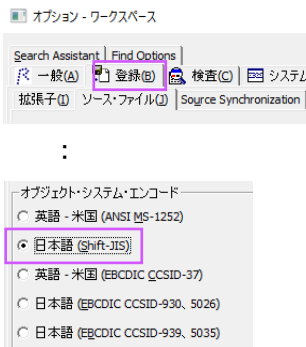 オプション - ワークスペース
Search Assistant Find Options
一般(A) 登録(B) 検査(C) システム
拡張子(I) ソース・ファイル(J) Source Synchronization
:
オブジェクト・システム・エンコード
英語 - 米国 (ANSI MS-1252)
日本語 (Shift-JIS)
英語 - 米国 (EBCDIC CCSID-37)
日本語 (EBCDIC CCSID-930、5026)
日本語 (EBCDIC CCSID-939、5035)